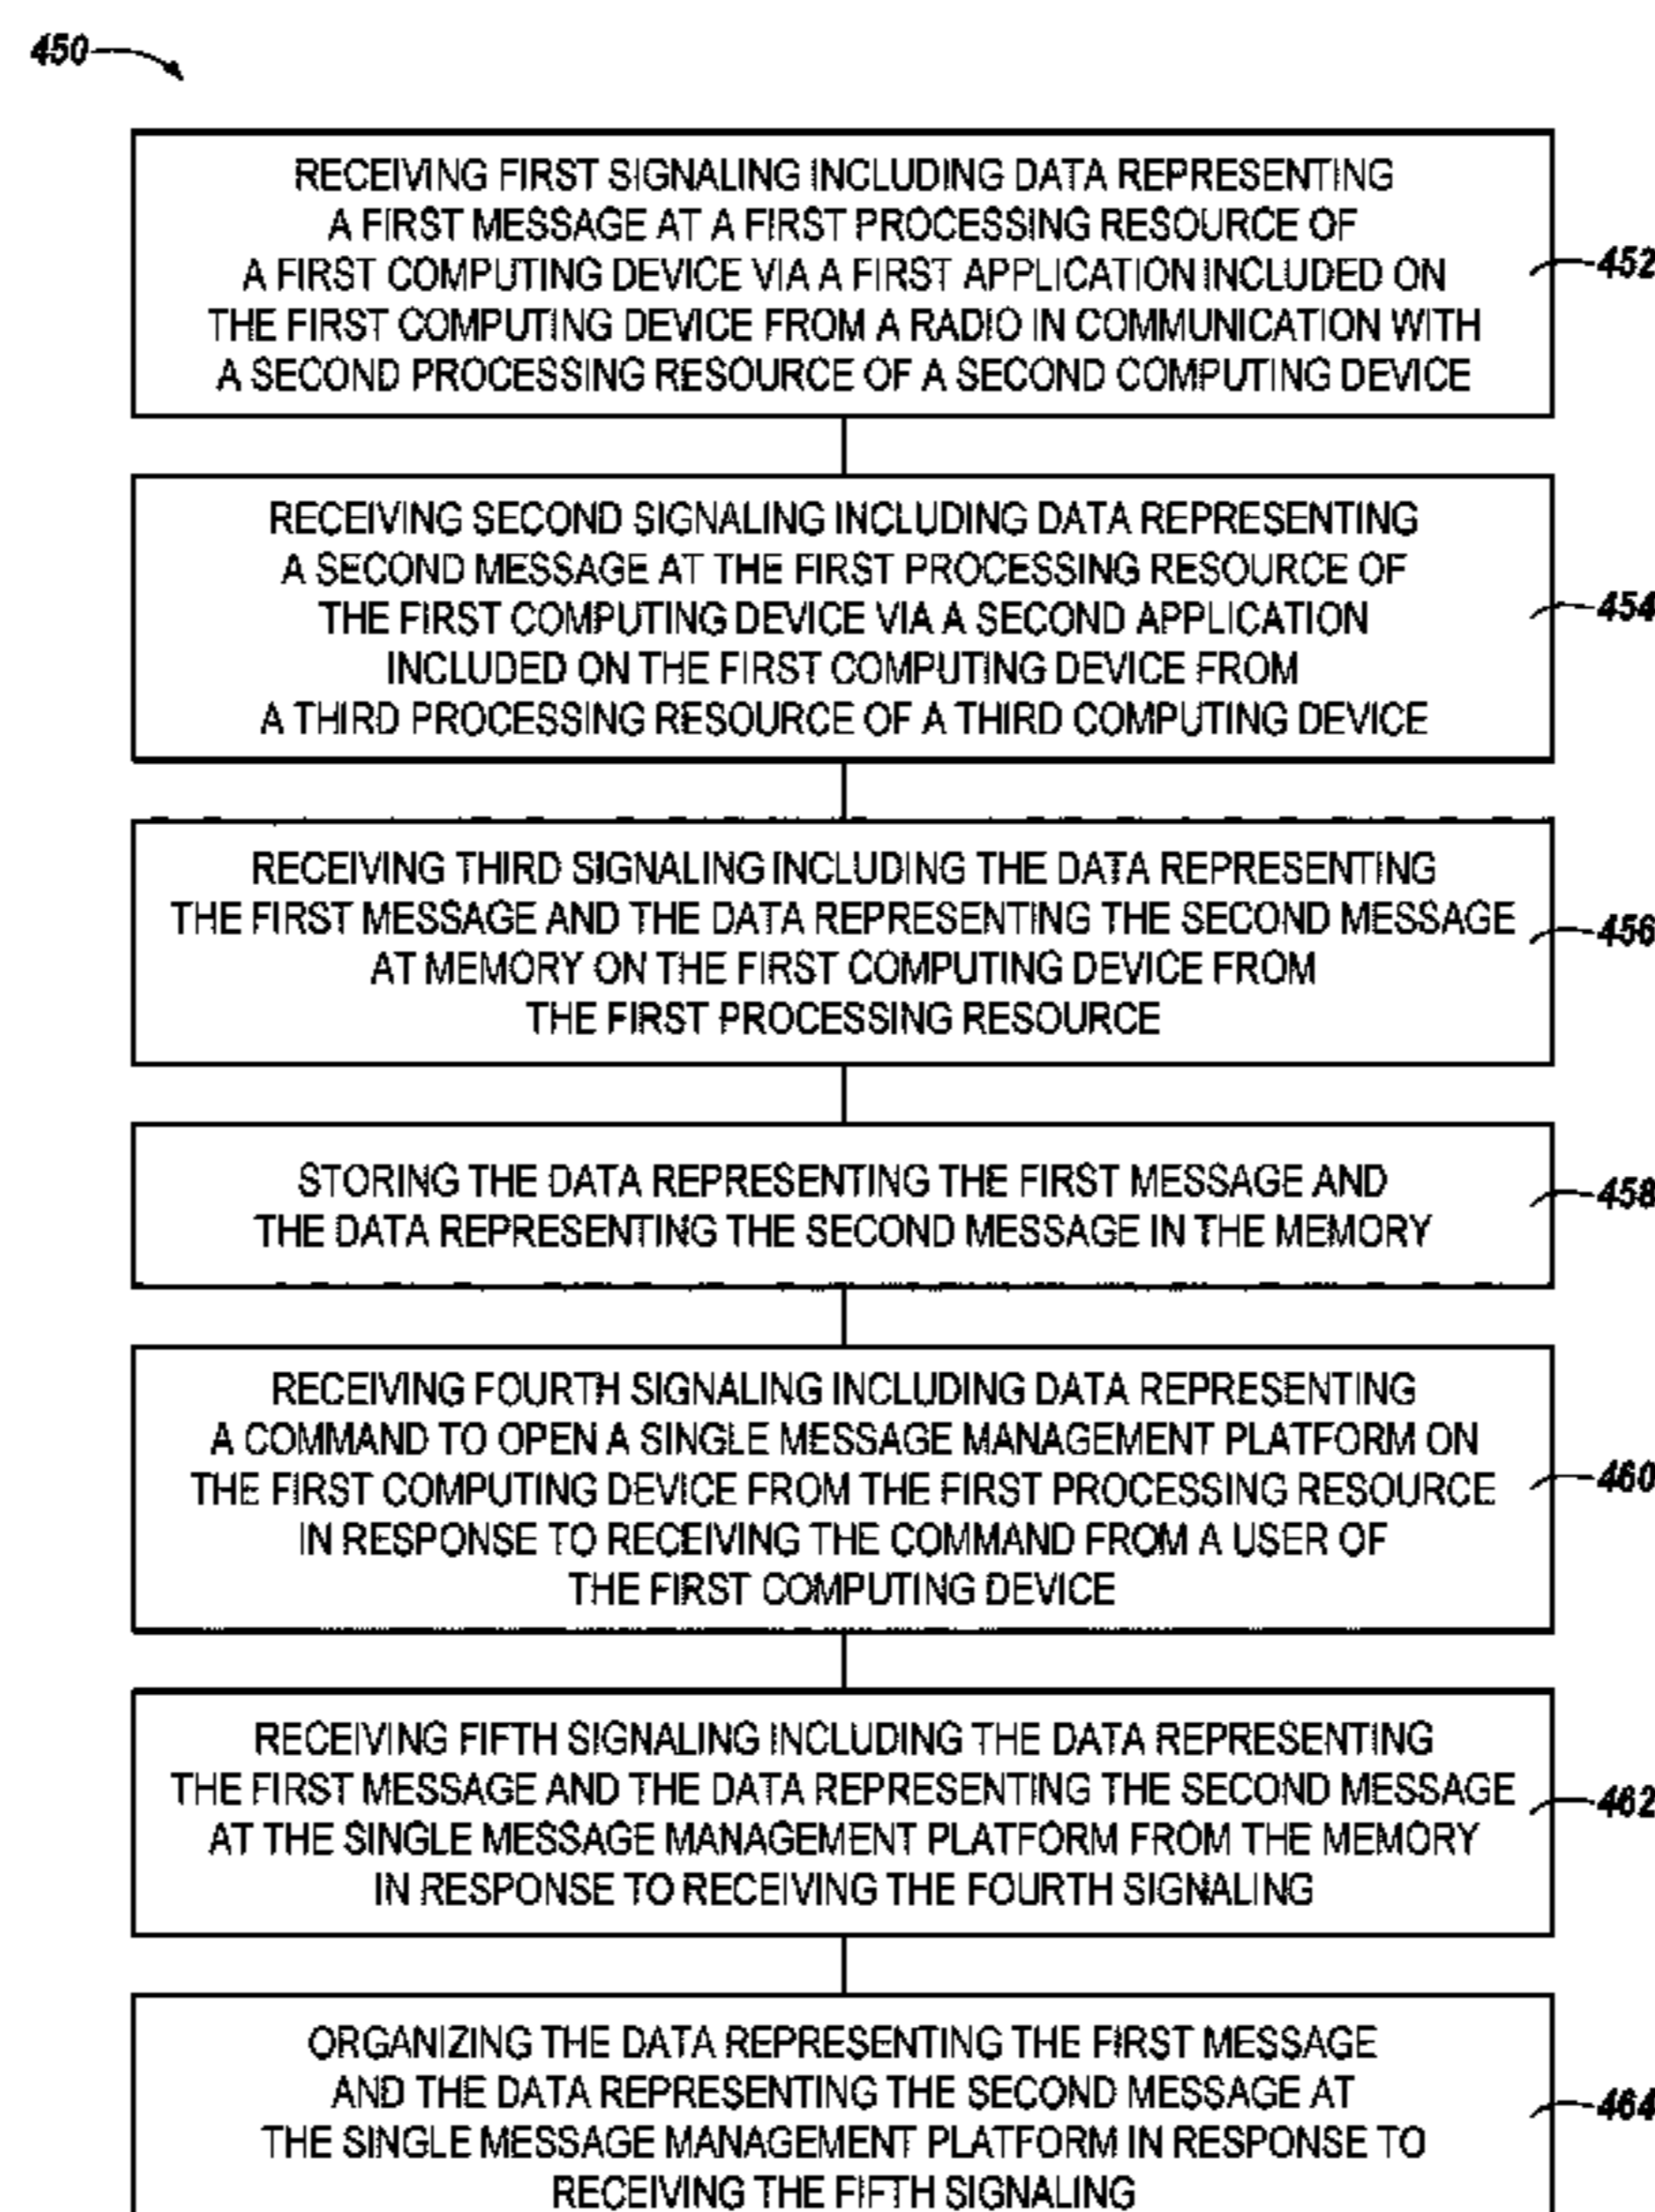 450
RECEIVING FIRST SIGNALING INCLUDING DATA REPRESENTING
A FIRST MESSAGE AT A FIRST PROCESSING RESOURCE OF
A FIRST COMPUTING DEVICE VIA A FIRST APPLICATION INCLUDED ON
THE FIRST COMPUTING DEVICE FROM A RADIO IN COMMUNICATION WITH
A SECOND PROCESSING RESOURCE OF A SECOND COMPUTING DEVICE
452
RECEIVING SECOND SIGNALING INCLUDING DATA REPRESENTING
A SECOND MESSAGE AT THE FIRST PROCESSING RESOURCE OF
THE FIRST COMPUTING DEVICE VIA A SECOND APPLICATION
INCLUDED ON THE FIRST COMPUTING DEVICE FROM
A THIRD PROCESSING RESOURCE OF A THIRD COMPUTING DEVICE
454
RECEIVING THIRD SIGNALING INCLUDING THE DATA REPRESENTING
THE FIRST MESSAGE AND THE DATA REPRESENTING THE SECOND MESSAGE
AT MEMORY ON THE FIRST COMPUTING DEVICE FROM
THE FIRST PROCESSING RESOURCE
456
STORING THE DATA REPRESENTING THE FIRST MESSAGE AND
THE DATA REPRESENTING THE SECOND MESSAGE IN THE MEMORY
458
RECEIVING FOURTH SIGNALING INCLUDING DATA REPRESENTING
A COMMAND TO OPEN A SINGLE MESSAGE MANAGEMENT PLATFORM ON
THE FIRST COMPUTING DEVICE FROM THE FIRST PROCESSING RESOURCE
IN RESPONSE TO RECEIVING THE COMMAND FROM A USER OF
THE FIRST COMPUTING DEVICE
460
RECEIVING FIFTH SIGNALING INCLUDING THE DATA REPRESENTING
THE FIRST MESSAGE AND THE DATA REPRESENTING THE SECOND MESSAGE
AT THE SINGLE MESSAGE MANAGEMENT PLATFORM FROM THE MEMORY
IN RESPONSE TO RECEIVING THE FOURTH SIGNALING
462
ORGANIZING THE DATA REPRESENTING THE FIRST MESSAGE
AND THE DATA REPRESENTING THE SECOND MESSAGE AT
THE SINGLE MESSAGE MANAGEMENT PLATFORM IN RESPONSE TO
RECEIVING THE FIFTH SIGNALING
464